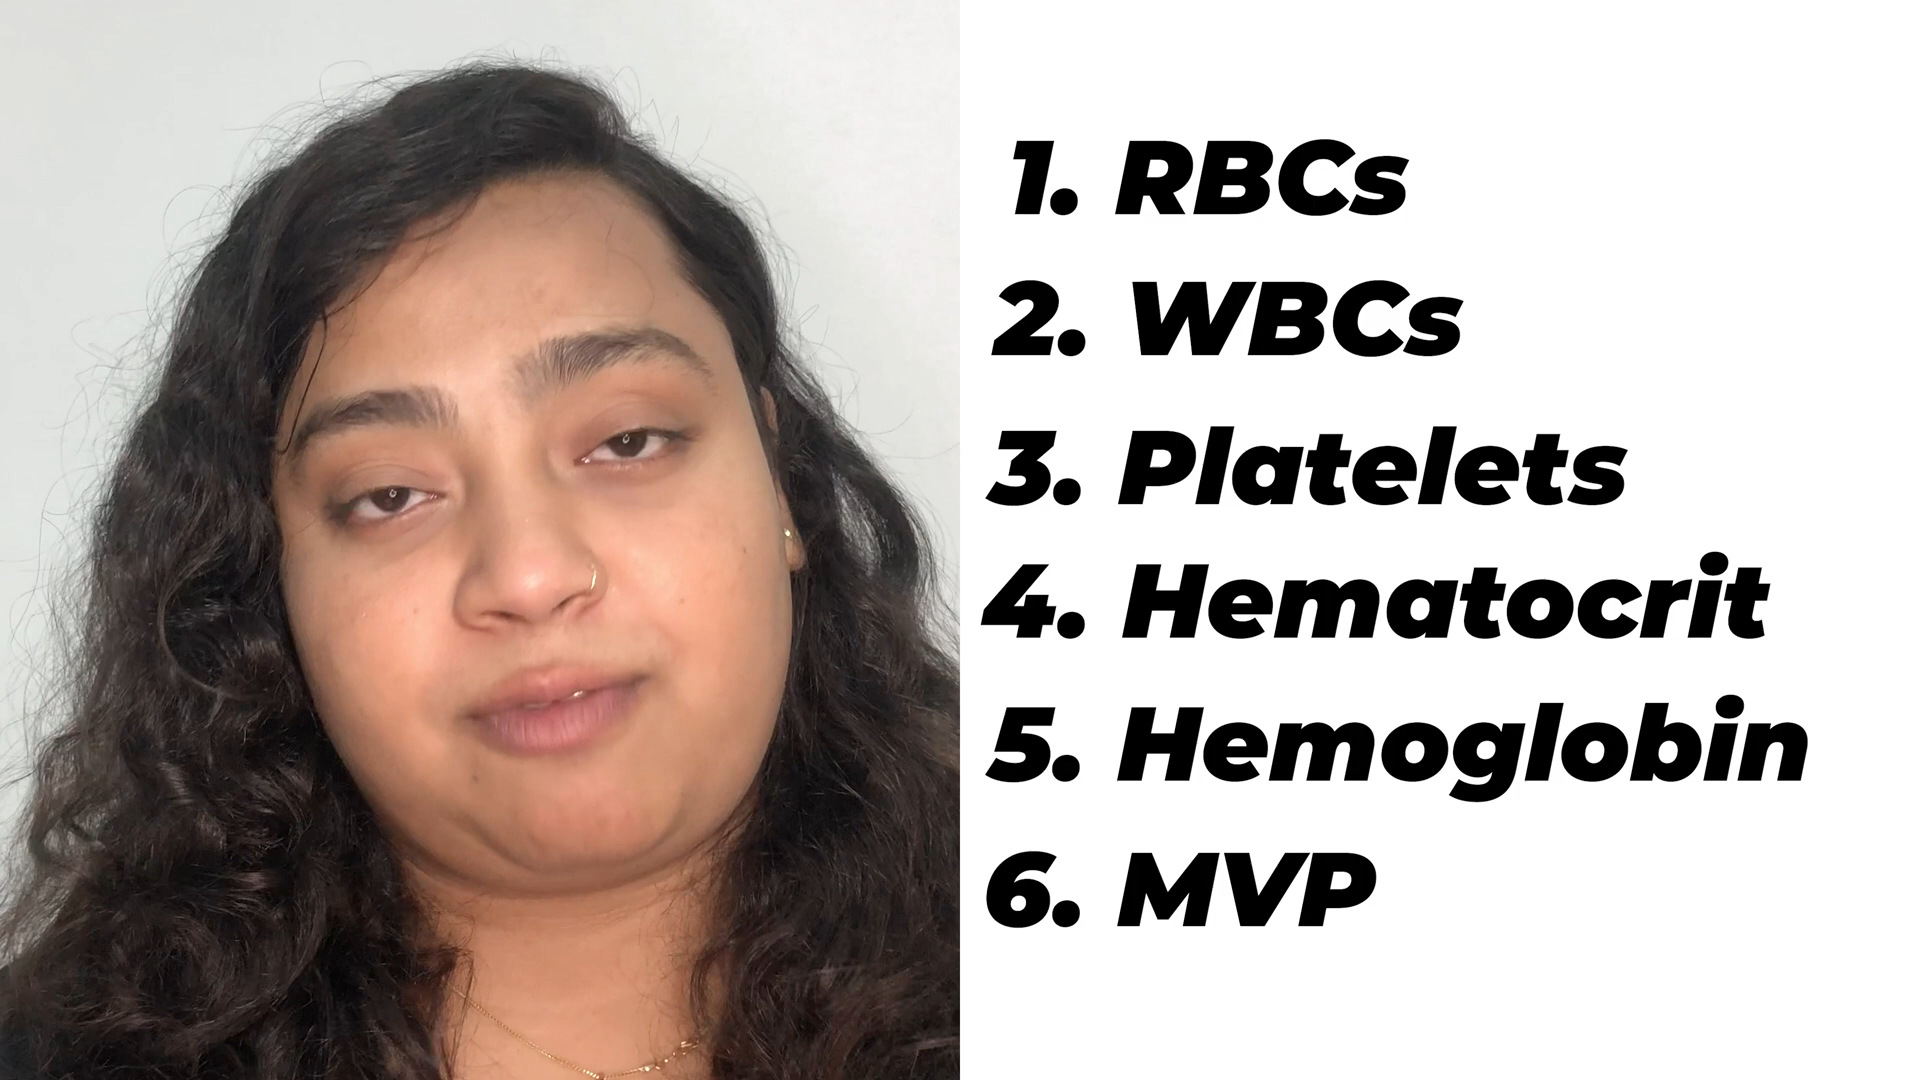 1. RBCs
2. WBCs
3. Platelets
4. Hematocrit
5. Hemoglobin
6. MVP